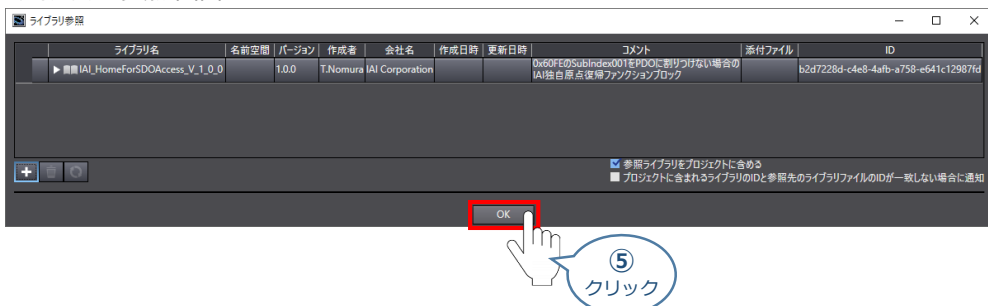 ライブラリ参照
ライブラリ名 名前空間 バージョン 作成者 会社名 作成日時 更新日時 コメント 添付ファイル ID
IAI_HomeForSDOAccess_V_1_0_0 1.0.0 T.Nomura IAI Corporation 0x60FEのSubIndex001をPDOに割りつけない場合の b2d7228d-c4e8-4afb-a758-e641c12987fd
IAI独自原点復帰ファンクションブロック
参照ライブラリをプロジェクトに含める
プロジェクトに含まれるライブラリのIDと参照先のライブラリファイルのIDが一致しない場合に通知
OK
⑤
クリック